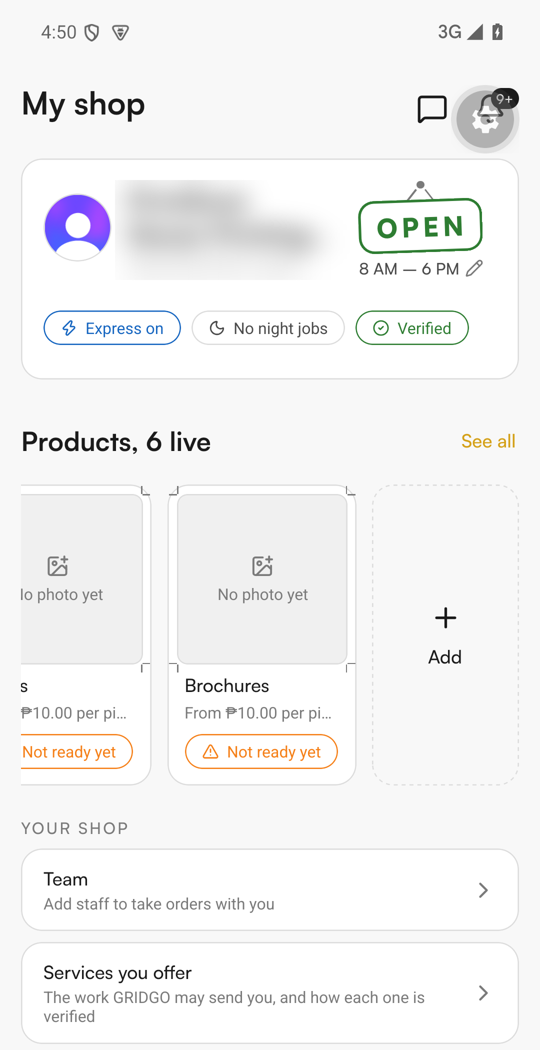 4:50
3G
My shop
9+
OPEN
8 AM — 6 PM
Express on
No night jobs
Verified
Products, 6 live
See all
No photo yet
s
₱10.00 per pi...
Not ready yet
No photo yet
Brochures
From ₱10.00 per pi...
Not ready yet
Add
YOUR SHOP
Team
Add staff to take orders with you
Services you offer
The work GRIDGO may send you, and how each one is
verified